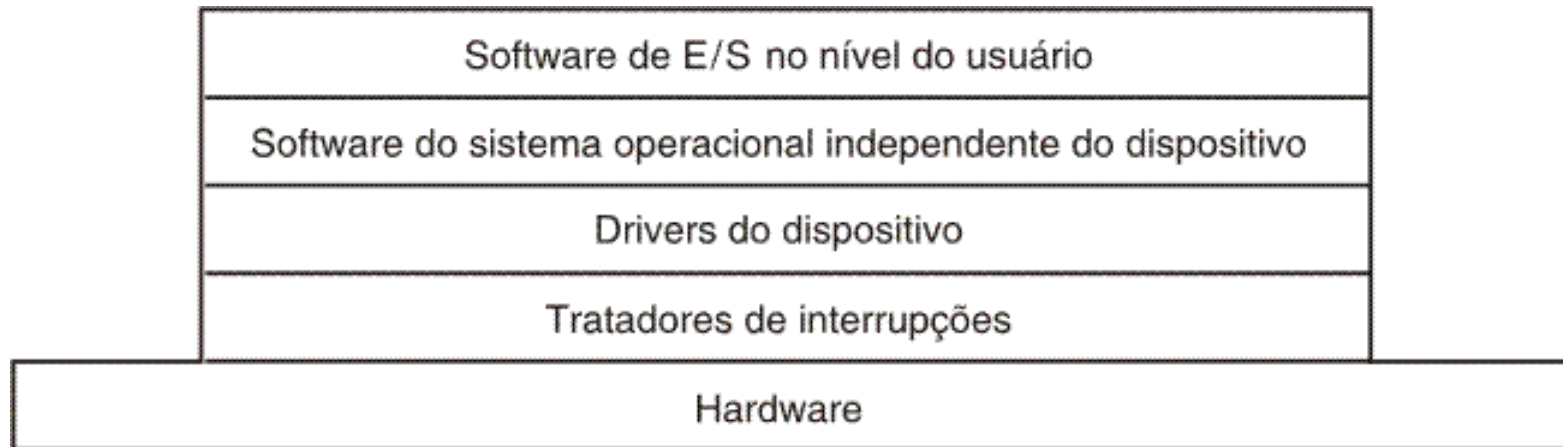 Software de E/S no nível do usuário
Software do sistema operacional independente do dispositivo
Drivers do dispositivo
Tratadores de interrupções
Hardware